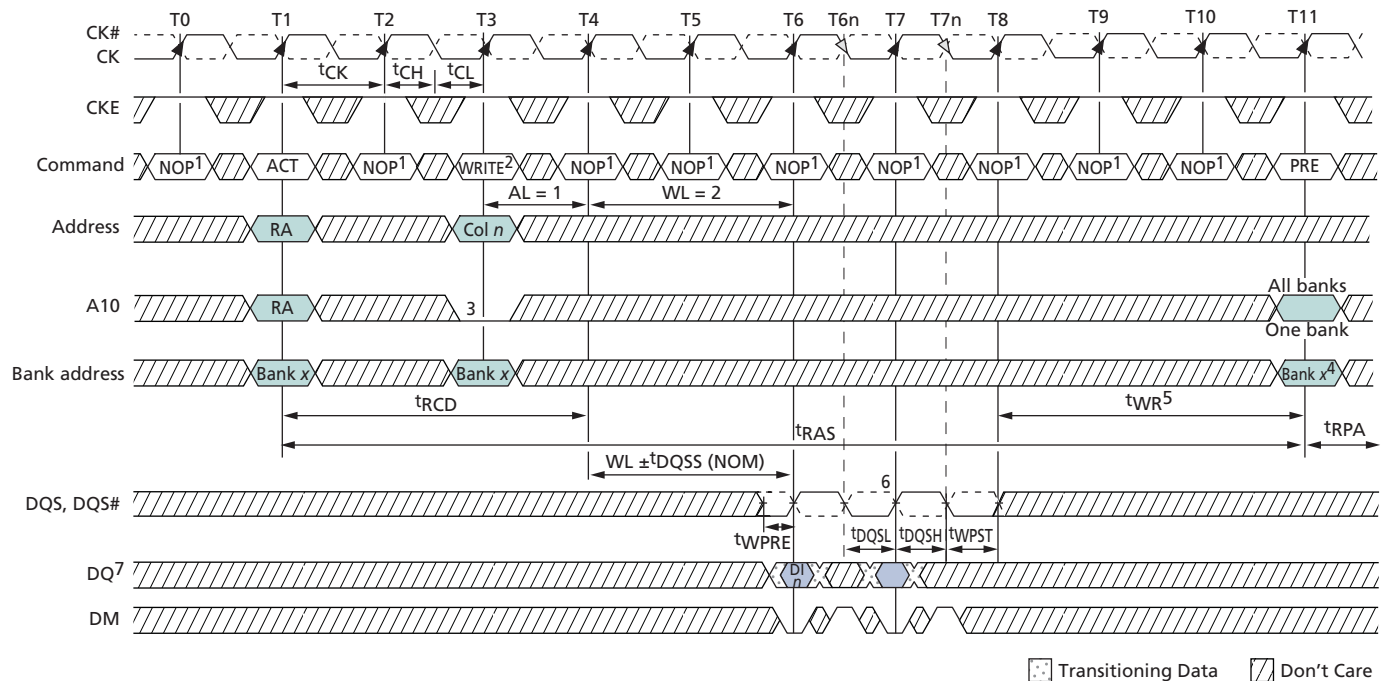 T0 T1 T2 T3 T4 T5 T6 T6n T7 T7n T8 T9 T10 T11
CK#
CK
tCK tCH tCL
CKE
Command NOP1 ACT NOP1 WRITE2 NOP1 NOP1 NOP1 NOP1 NOP1 NOP1 NOP1 PRE
AL = 1 WL = 2
Address RA Col n
All banks
A10 RA 3
One bank
Bank address Bank x Bank x Bank x4
tRCD tWR5
tRAS tRPA
WL ±tDQSS (NOM)
6
DQS, DQS#
tWPRE tDQSL tDQSH tWPST
DQ7 DI
n
DM
Transitioning Data Don't Care